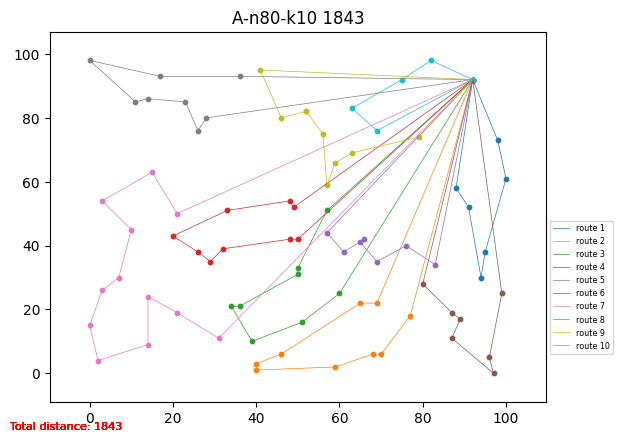 A-n80-k10 1843
100
80
60
40
20
0
0 20 40 60 80 100
route 1
route 2
route 3
route 4
route 5
route 6
route 7
route 8
route 9
route 10
Total distance: 1843